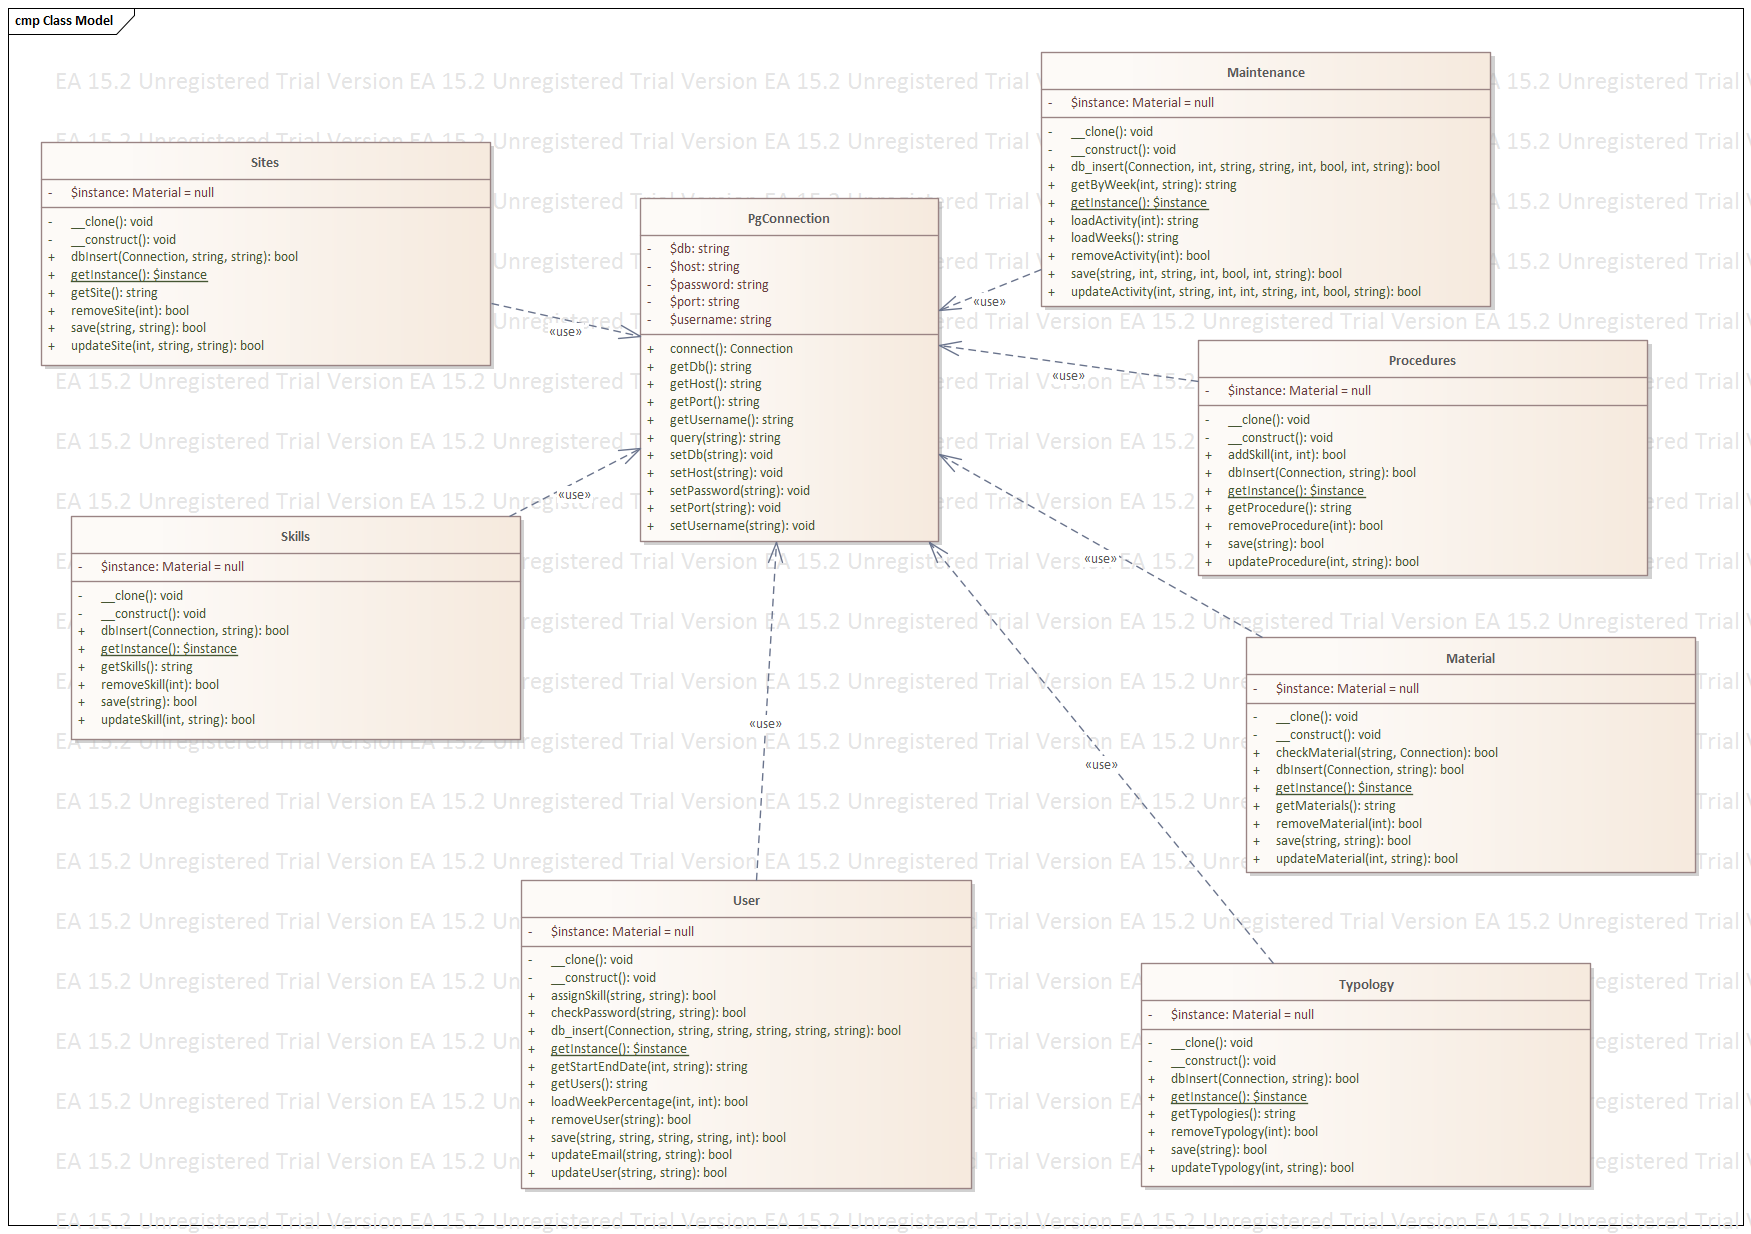 cmp Class Model
Maintenance
- $instance: Material = null
- __clone(): void
- __construct(): void
+ db_insert(Connection, int, string, string, int, bool, int, string): bool
+ getByWeek(int, string): string
+ getInstance(): $instance
+ loadActivity(int): string
+ loadWeeks(): string
+ removeActivity(int): bool
+ save(string, int, string, int, bool, int, string): bool
+ updateActivity(int, string, int, int, string, int, bool, string): bool
Sites
- $instance: Material = null
- __clone(): void
- __construct(): void
+ dbInsert(Connection, string, string): bool
+ getInstance(): $instance
+ getSite(): string
+ removeSite(int): bool
+ save(string, string): bool
+ updateSite(int, string, string): bool
PgConnection
- $db: string
- $host: string
- $password: string
- $port: string
- $username: string
+ connect(): Connection
+ getDb(): string
+ getHost(): string
+ getPort(): string
+ getUsername(): string
+ query(string): string
+ setDb(string): void
+ setHost(string): void
+ setPassword(string): void
+ setPort(string): void
+ setUsername(string): void
«use»
«use»
«use»
«use»
«use»
«use»
«use»
Procedures
- $instance: Material = null
- __clone(): void
- __construct(): void
+ addSkill(int, int): bool
+ dbInsert(Connection, string): bool
+ getInstance(): $instance
+ getProcedure(): string
+ removeProcedure(int): bool
+ save(string): bool
+ updateProcedure(int, string): bool
Skills
- $instance: Material = null
- __clone(): void
- __construct(): void
+ dbInsert(Connection, string): bool
+ getInstance(): $instance
+ getSkills(): string
+ removeSkill(int): bool
+ save(string): bool
+ updateSkill(int, string): bool
Material
- $instance: Material = null
- __clone(): void
- __construct(): void
+ checkMaterial(string, Connection): bool
+ dbInsert(Connection, string): bool
+ getInstance(): $instance
+ getMaterials(): string
+ removeMaterial(int): bool
+ save(string, string): bool
+ updateMaterial(int, string): bool
User
- $instance: Material = null
- __clone(): void
- __construct(): void
+ assignSkill(string, string): bool
+ checkPassword(string, string): bool
+ db_insert(Connection, string, string, string, string, string): bool
+ getInstance(): $instance
+ getStartEndDate(int, string): string
+ getUsers(): string
+ loadWeekPercentage(int, int): bool
+ removeUser(string): bool
+ save(string, string, string, string, int): bool
+ updateEmail(string, string): bool
+ updateUser(string, string): bool
Typology
- $instance: Material = null
- __clone(): void
- __construct(): void
+ dbInsert(Connection, string): bool
+ getInstance(): $instance
+ getTypologies(): string
+ removeTypology(int): bool
+ save(string): bool
+ updateTypology(int, string): bool
EA 15.2 Unregistered Trial Version EA 15.2 Unregistered Trial Version EA 15.2 Unregistered Trial